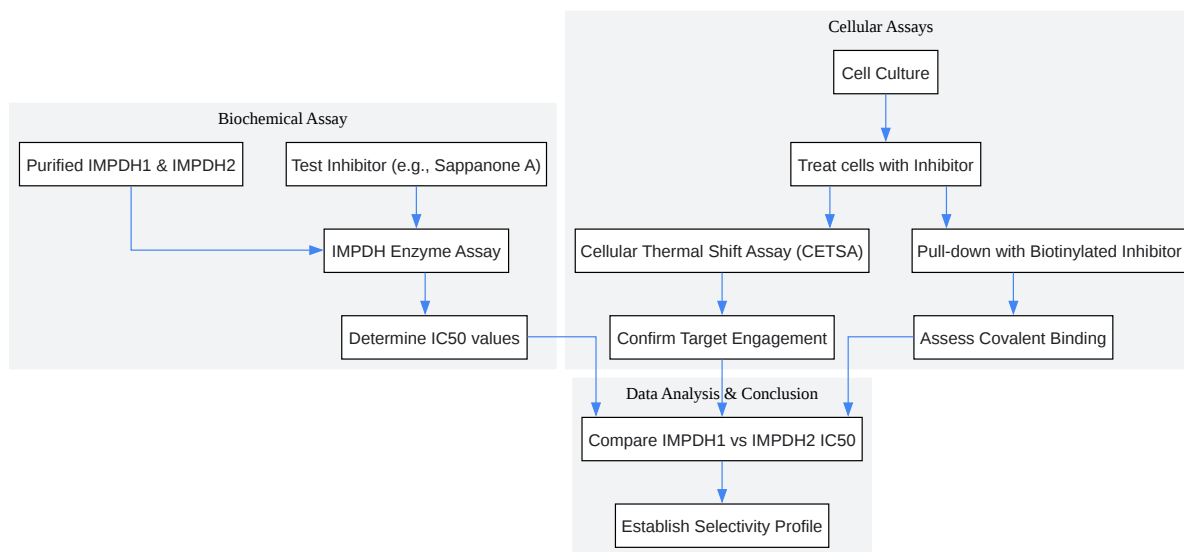 Cellular Assays
Cell Culture
Biochemical Assay
Purified IMPDH1 & IMPDH2
Test Inhibitor (e.g., Sappanone A)
Treat cells with Inhibitor
IMPDH Enzyme Assay
Cellular Thermal Shift Assay (CETSA)
Pull-down with Biotinylated Inhibitor
Determine IC50 values
Confirm Target Engagement
Assess Covalent Binding
Data Analysis & Conclusion
Compare IMPDH1 vs IMPDH2 IC50
Establish Selectivity Profile